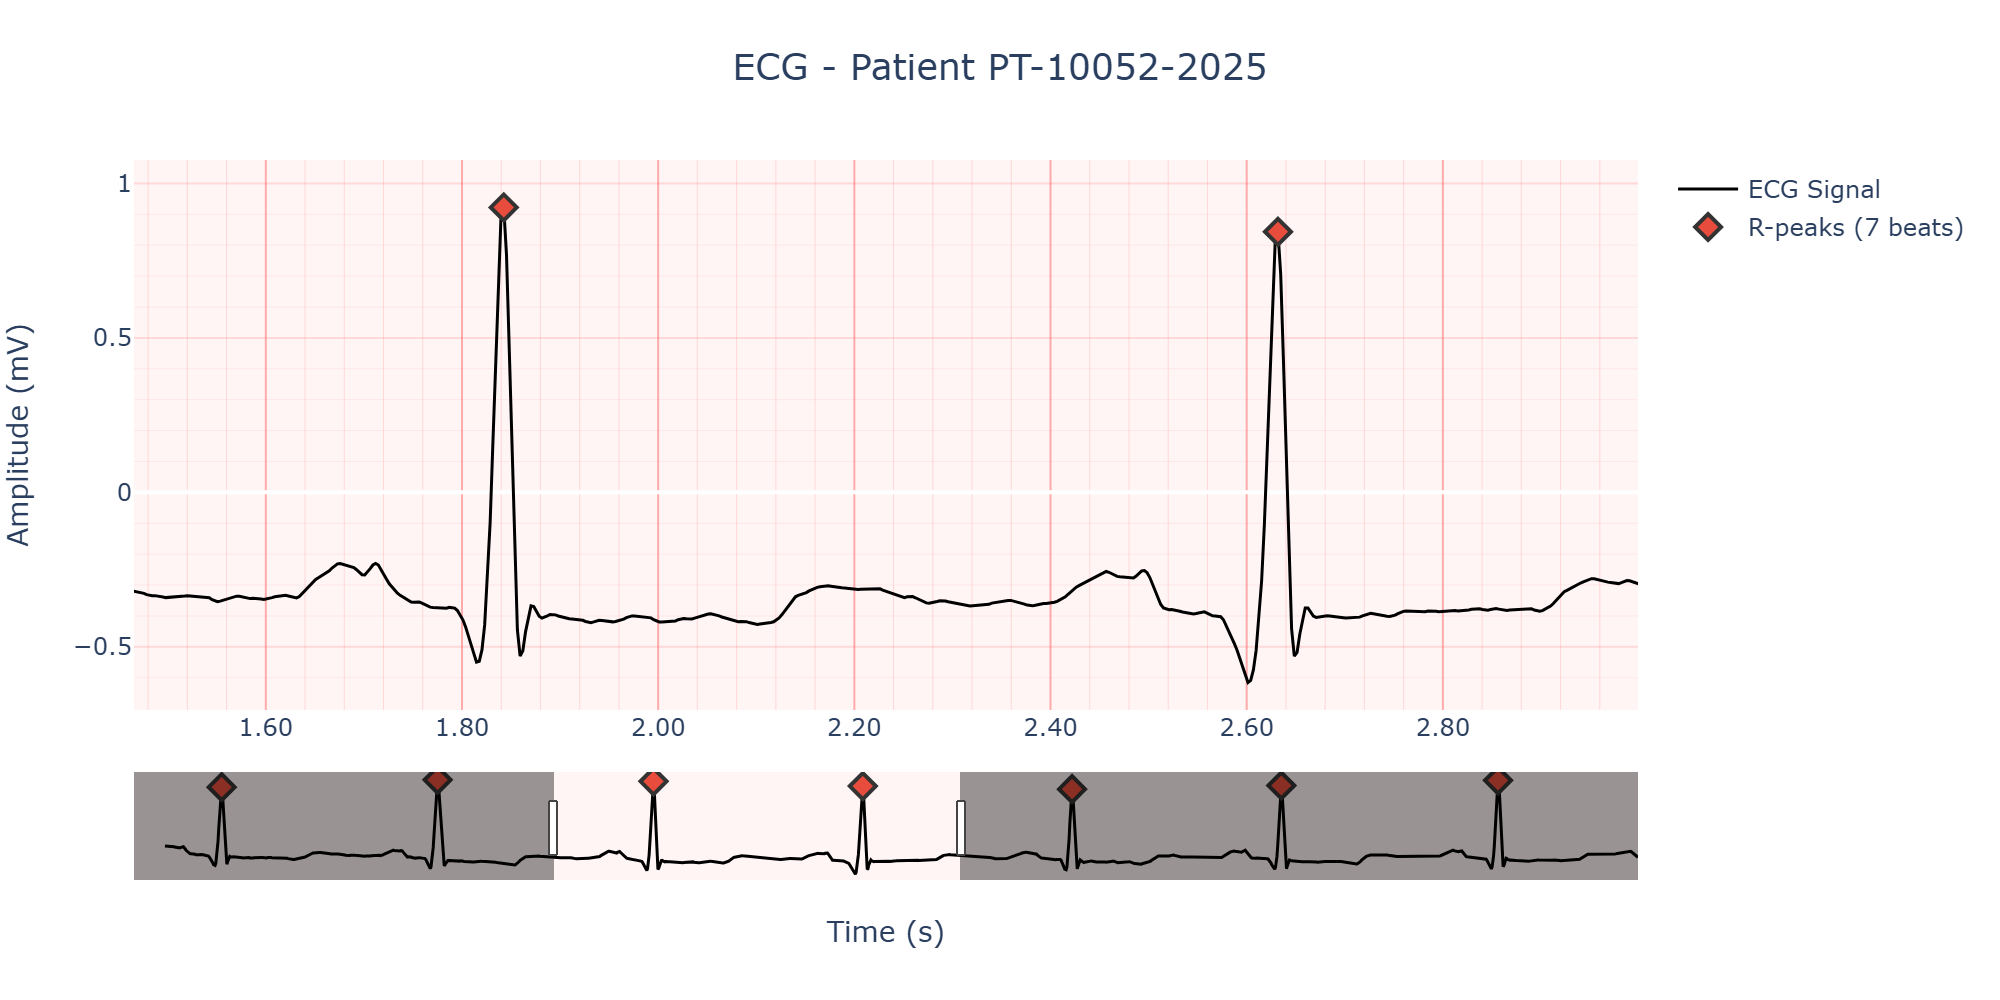 ECG - Patient PT-10052-2025
ECG Signal
R-peaks (7 beats)
Amplitude (mV)
1
0.5
0
−0.5
1.60 1.80 2.00 2.20 2.40 2.60 2.80
Time (s)